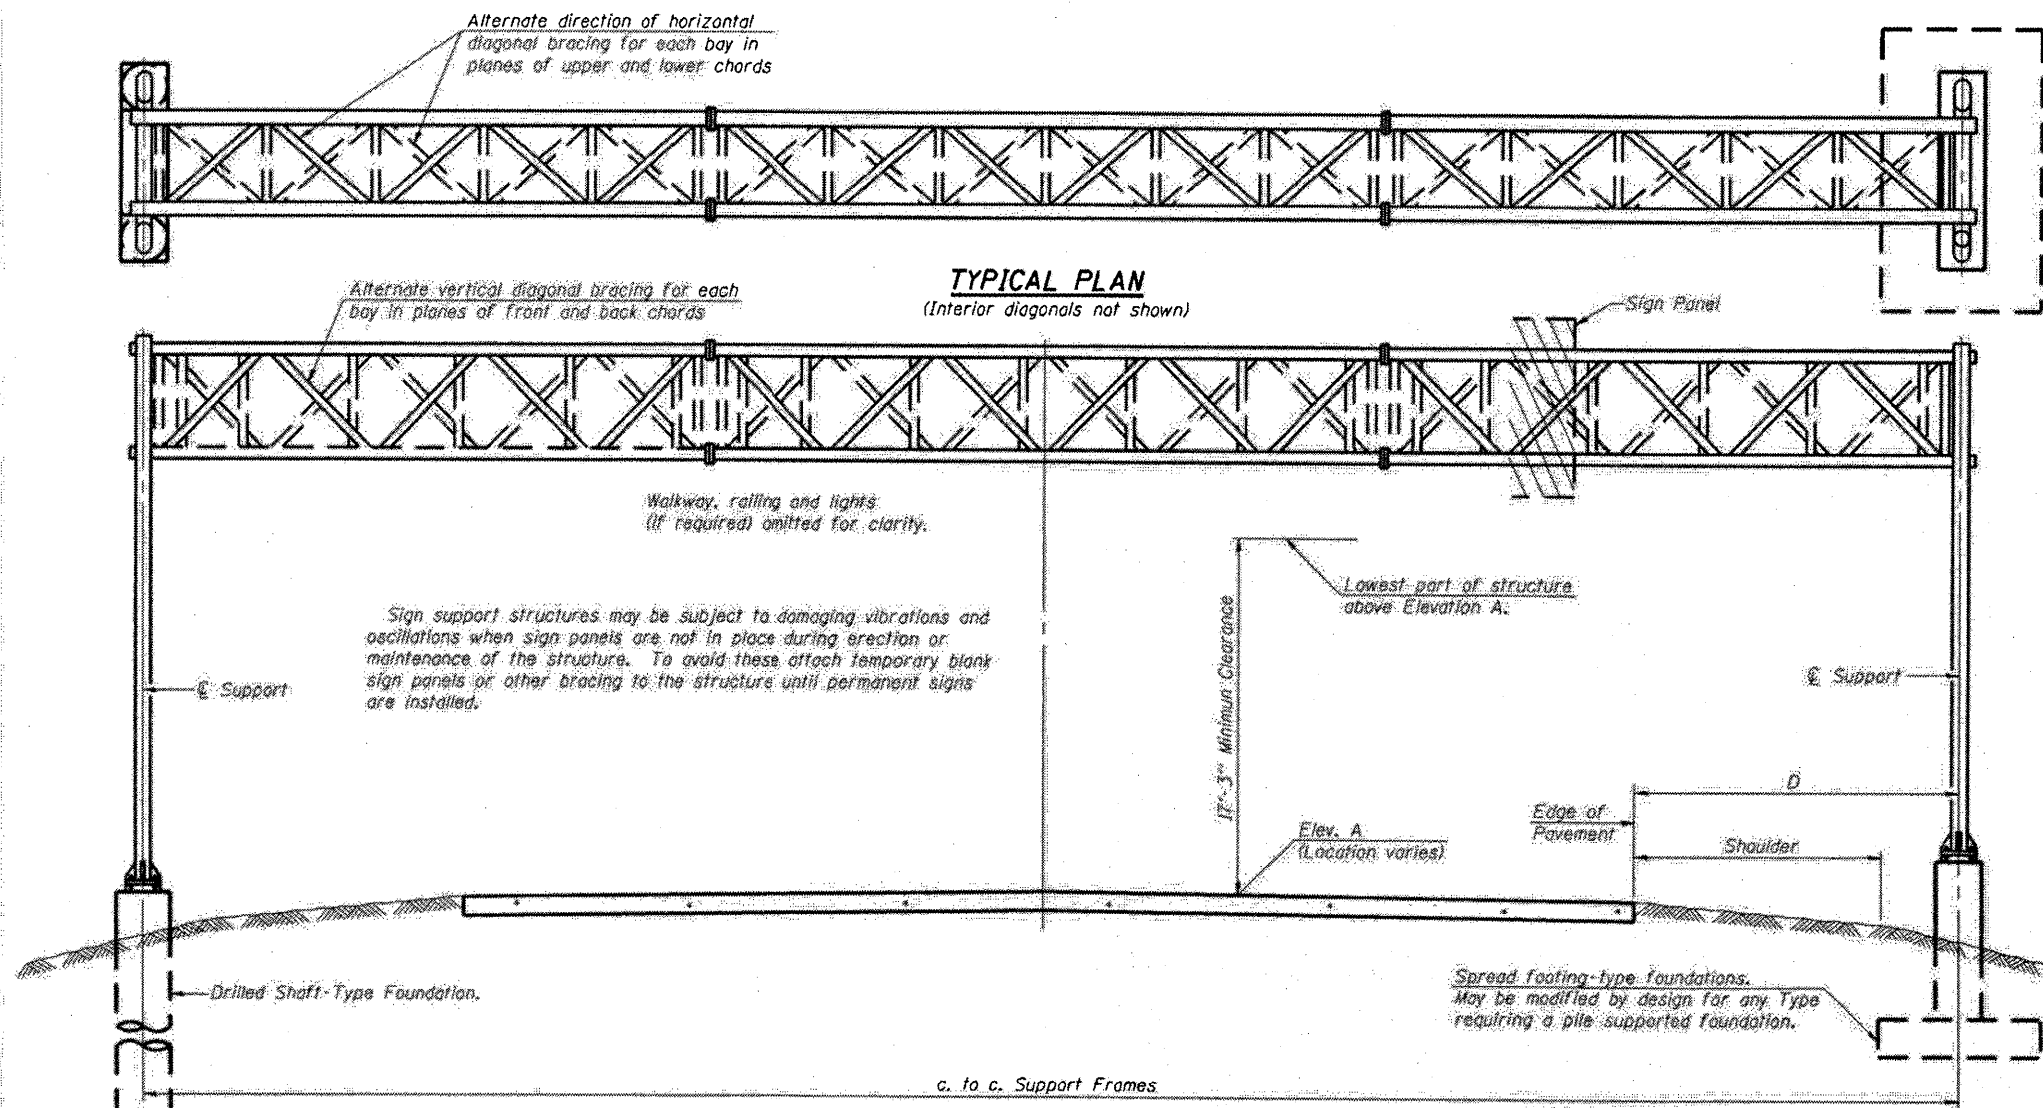 Alternate direction of horizontal
diagonal bracing for each bay in
planes of upper and lower chords
TYPICAL PLAN
(Interior diagonals not shown)
Alternate vertical diagonal bracing for each
bay in planes of front and back chords
Sign Panel
Walkway, railing and lights
(if required) omitted for clarity.
Lowest part of structure
above Elevation A.
Sign support structures may be subject to damaging vibrations and
oscillations when sign panels are not in place during erection or
maintenance of the structure. To avoid these attach temporary blank
sign panels or other bracing to the structure until permanent signs
are installed.
17'-3" Minimum Clearance
℄ Support
℄ Support
D
Edge of
Pavement
Shoulder
Elev. A
(Location varies)
Drilled Shaft-Type Foundation.
Spread footing-type foundations.
May be modified by design for any Type
requiring a pile supported foundation.
c. to c. Support Frames